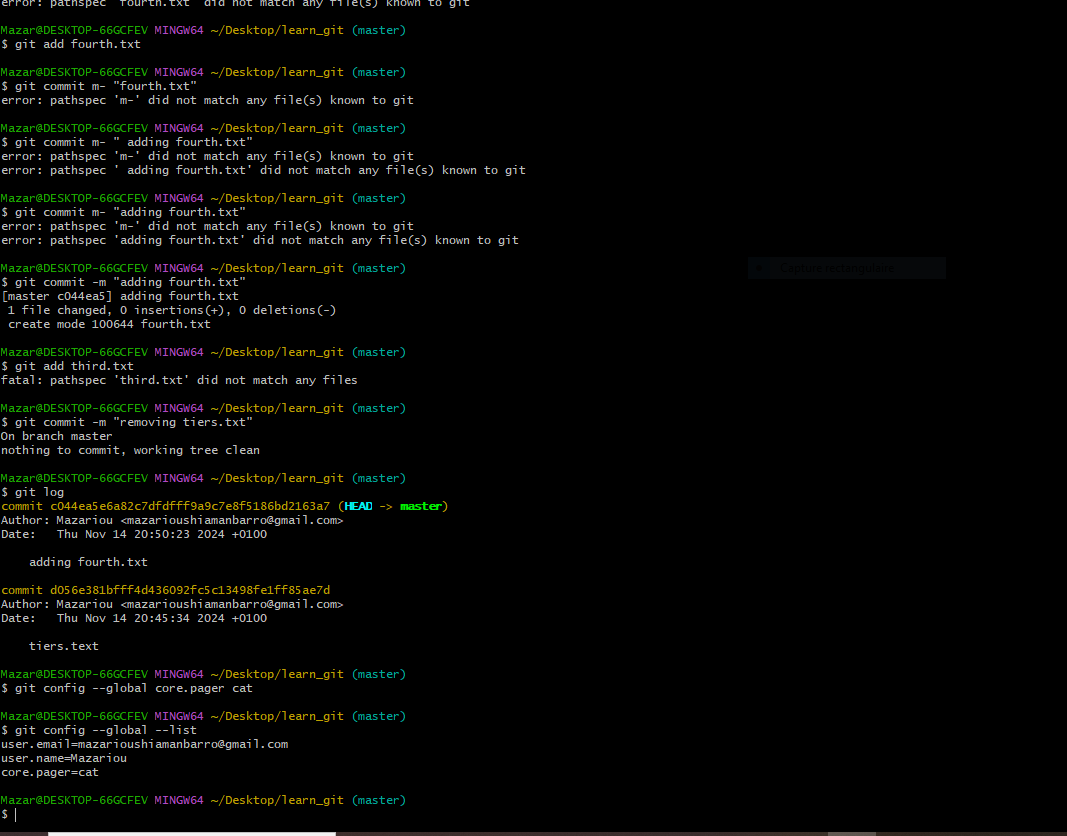 error: pathspec 'fourth.txt' did not match any file(s) known to git
Mazar@DESKTOP-66GCFEV MINGW64 ~/Desktop/learn_git (master)
$ git add fourth.txt
Mazar@DESKTOP-66GCFEV MINGW64 ~/Desktop/learn_git (master)
$ git commit m- "fourth.txt"
error: pathspec 'm-' did not match any file(s) known to git
Mazar@DESKTOP-66GCFEV MINGW64 ~/Desktop/learn_git (master)
$ git commit m- " adding fourth.txt"
error: pathspec 'm-' did not match any file(s) known to git
error: pathspec ' adding fourth.txt' did not match any file(s) known to git
Mazar@DESKTOP-66GCFEV MINGW64 ~/Desktop/learn_git (master)
$ git commit m- "adding fourth.txt"
error: pathspec 'm-' did not match any file(s) known to git
error: pathspec 'adding fourth.txt' did not match any file(s) known to git
Mazar@DESKTOP-66GCFEV MINGW64 ~/Desktop/learn_git (master)
Capture rectangulaire
$ git commit -m "adding fourth.txt"
[master c044ea5] adding fourth.txt
 1 file changed, 0 insertions(+), 0 deletions(-)
 create mode 100644 fourth.txt
Mazar@DESKTOP-66GCFEV MINGW64 ~/Desktop/learn_git (master)
$ git add third.txt
fatal: pathspec 'third.txt' did not match any files
Mazar@DESKTOP-66GCFEV MINGW64 ~/Desktop/learn_git (master)
$ git commit -m "removing tiers.txt"
On branch master
nothing to commit, working tree clean
Mazar@DESKTOP-66GCFEV MINGW64 ~/Desktop/learn_git (master)
$ git log
commit c044ea5e6a82c7dfdfff9a9c7e8f5186bd2163a7 (HEAD -> master)
Author: Mazariou <mazarioushiamanbarro@gmail.com>
Date:   Thu Nov 14 20:50:23 2024 +0100
    adding fourth.txt
commit d056e381bfff4d436092fc5c13498fe1ff85ae7d
Author: Mazariou <mazarioushiamanbarro@gmail.com>
Date:   Thu Nov 14 20:45:34 2024 +0100
    tiers.text
Mazar@DESKTOP-66GCFEV MINGW64 ~/Desktop/learn_git (master)
$ git config --global core.pager cat
Mazar@DESKTOP-66GCFEV MINGW64 ~/Desktop/learn_git (master)
$ git config --global --list
user.email=mazarioushiamanbarro@gmail.com
user.name=Mazariou
core.pager=cat
Mazar@DESKTOP-66GCFEV MINGW64 ~/Desktop/learn_git (master)
$